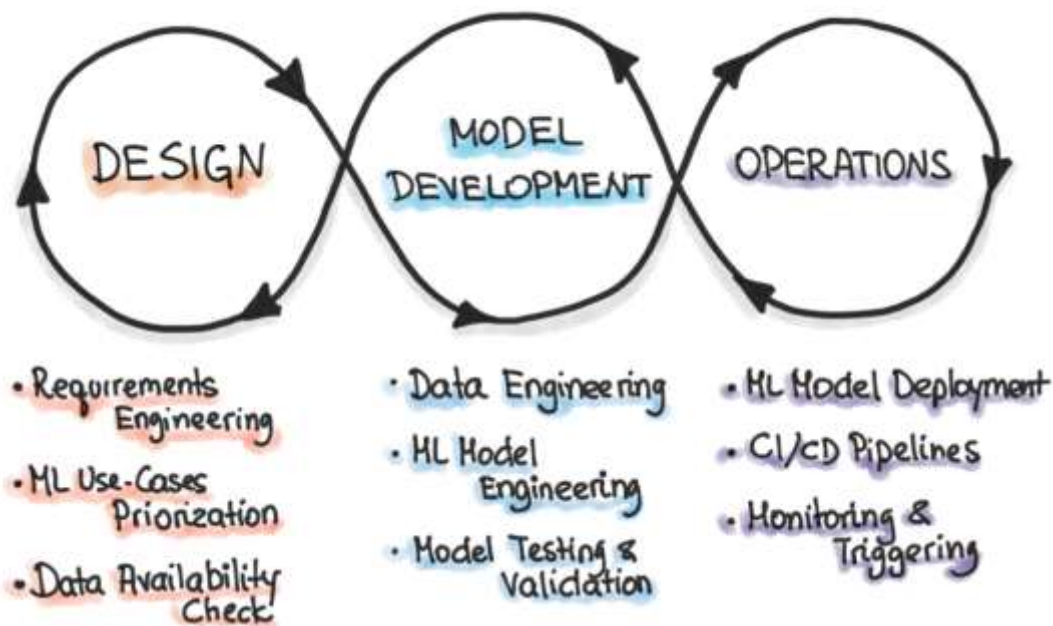 DESIGN
MODEL
DEVELOPMENT
OPERATIONS
• Requirements
Engineering
• ML Use-Cases
Priorization
• Data Availability
Check
• Data Engineering
• ML Model
Engineering
• Model Testing &
Validation
• ML Model Deployment
• CI/CD Pipelines
• Monitoring &
Triggering